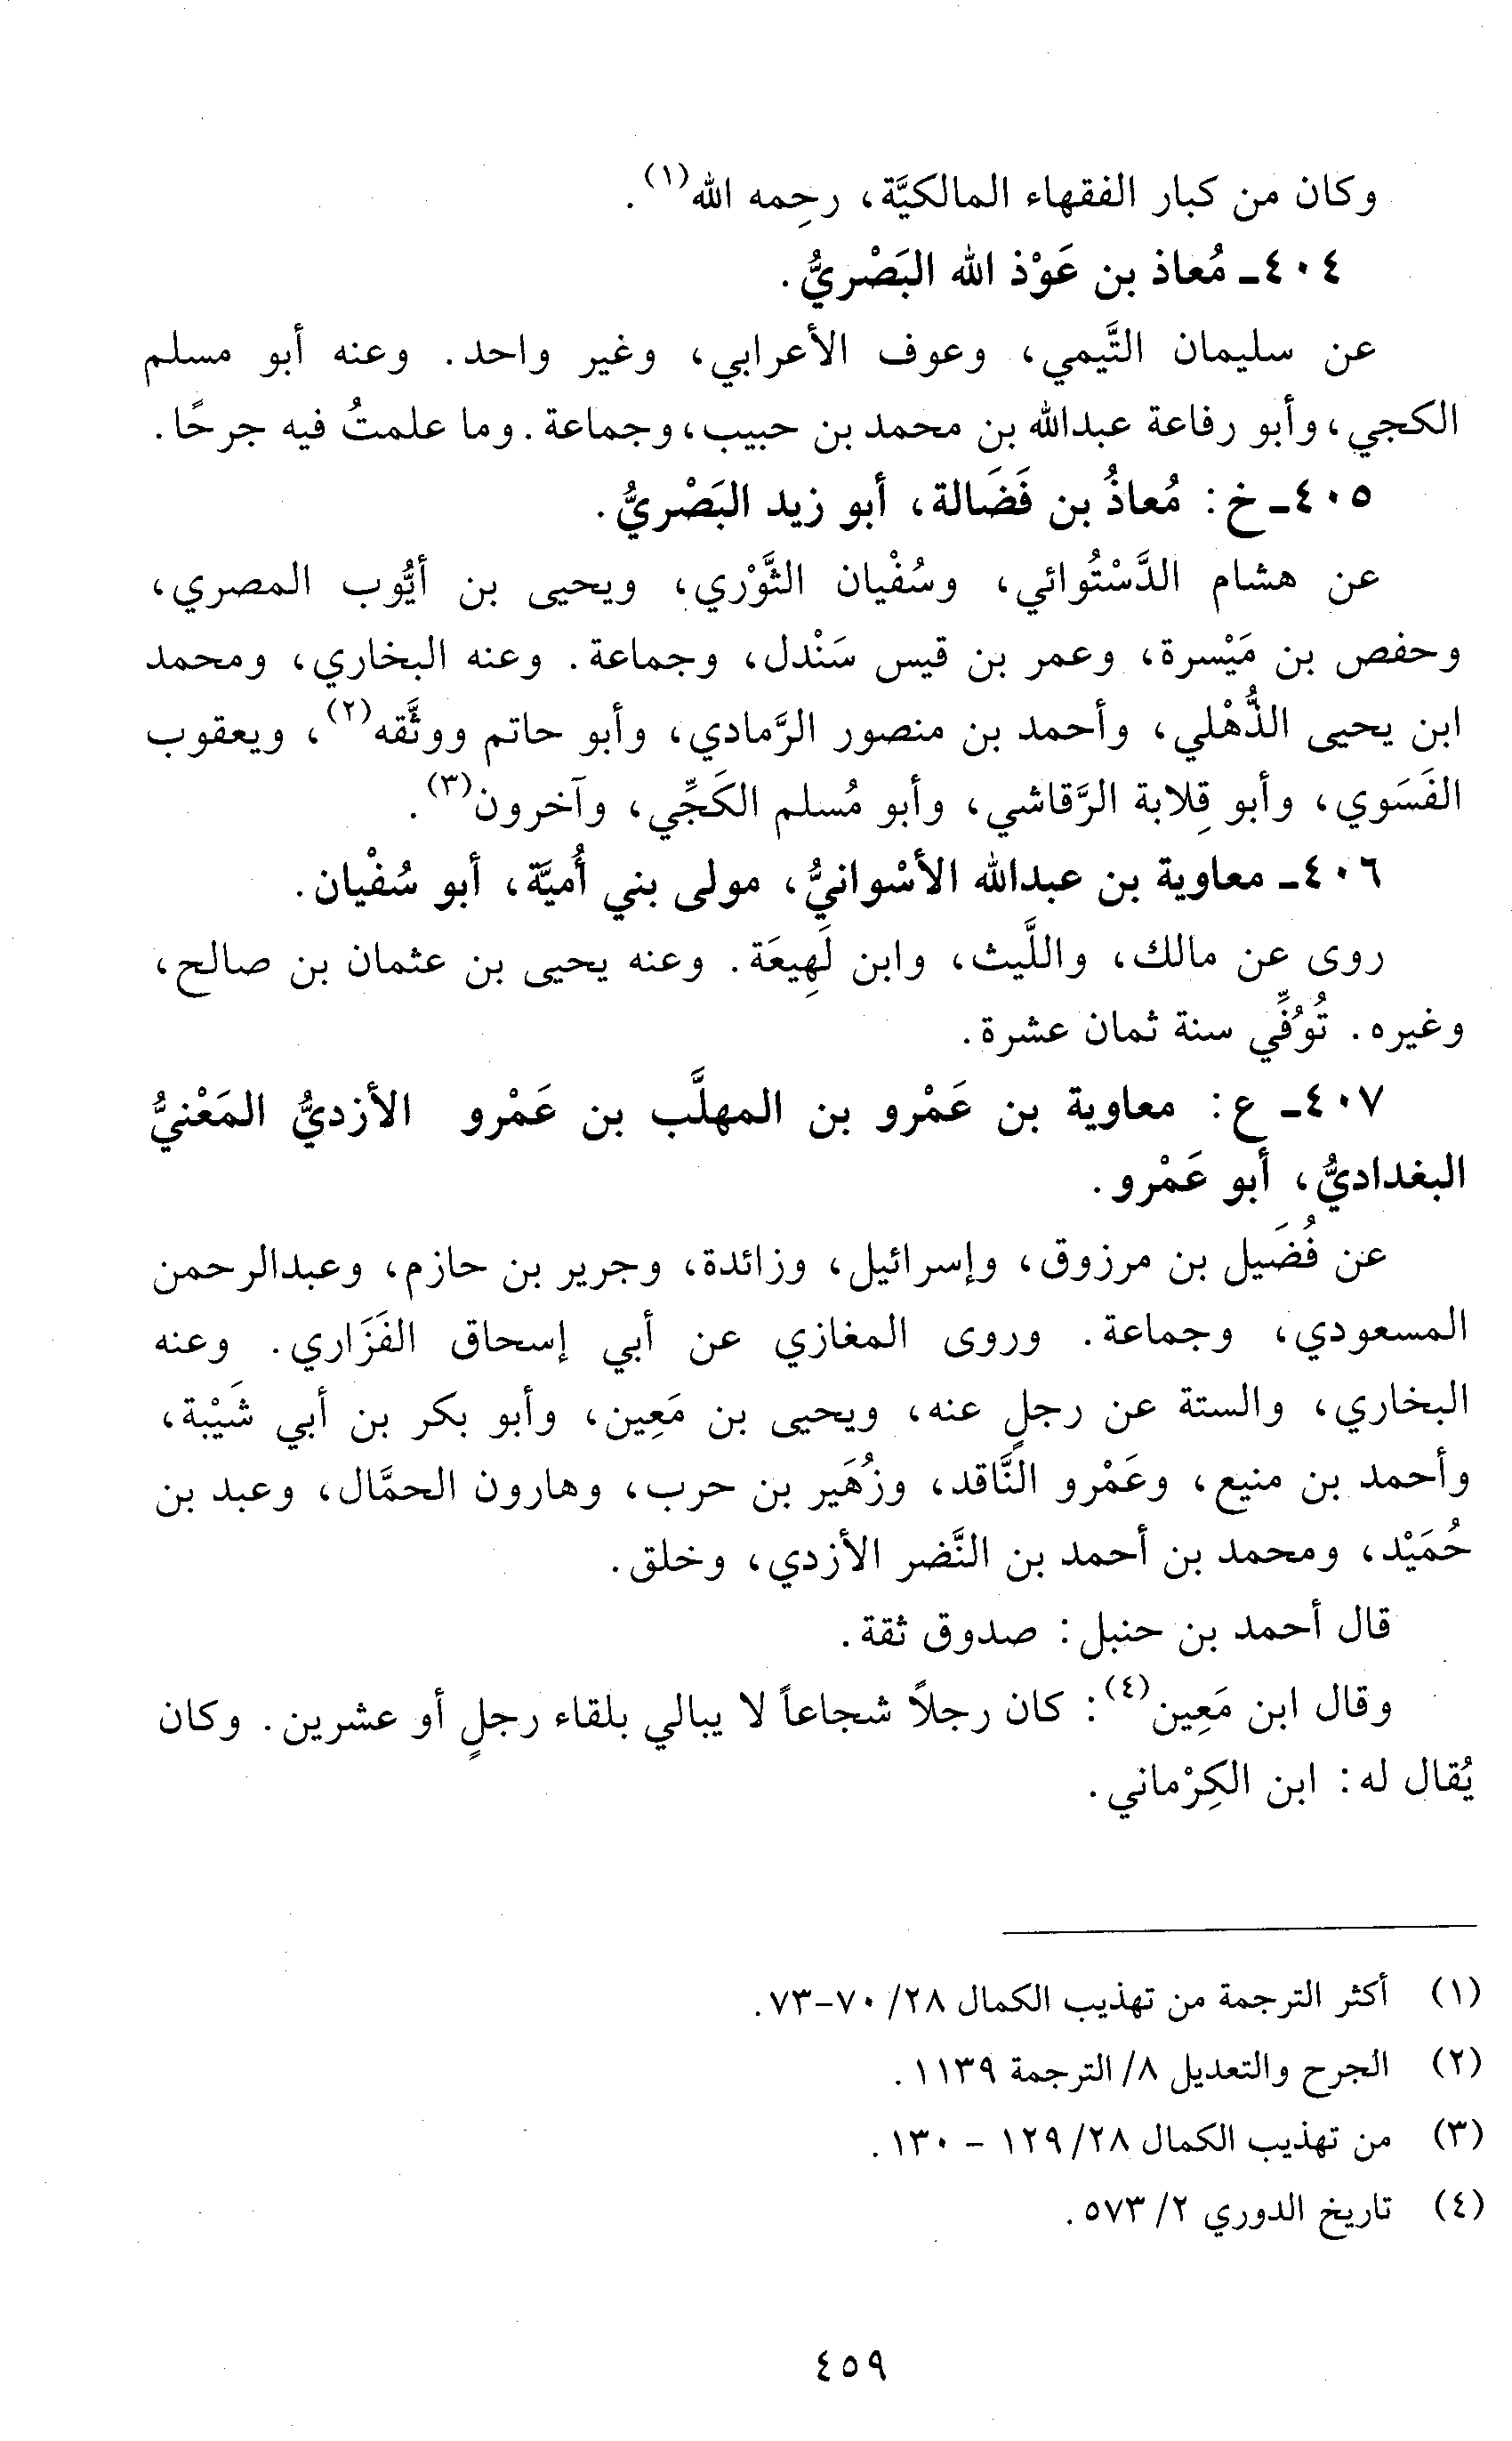 وكان من كبار الفقهاء المالكيَّة، رحِمه الله(١).
٤٠٤ـ مُعاذ بن عَوْذ الله البَصْريُّ.
عن سليمان التَّيمي، وعوف الأعرابي، وغير واحد. وعنه أبو مسلم
الكجي، وأبو رفاعة عبدالله بن محمد بن حبيب، وجماعة. وما علمتُ فيه جرحًا.
٤٠٥ـ خ: مُعاذُ بن فَضَالة، أبو زيد البَصْريُّ.
عن هشام الدَّسْتُوائي، وسُفْيان الثَّوْري، ويحيى بن أيُّوب المصري،
وحفص بن مَيْسرة، وعمر بن قيس سَنْدل، وجماعة. وعنه البخاري، ومحمد
ابن يحيى الذُّهْلي، وأحمد بن منصور الرَّمادي، وأبو حاتم ووثَّقه(٢)، ويعقوب
الفَسَوي، وأبو قِلابة الرَّقاشي، وأبو مُسلم الكَجِّي، وآخرون(٣).
٤٠٦ـ معاوية بن عبدالله الأسْوانيُّ، مولى بني أُميَّة، أبو سُفْيان.
روى عن مالك، واللَّيث، وابن لَهِيعَة. وعنه يحيى بن عثمان بن صالح،
وغيره. تُوُفِّي سنة ثمان عشرة.
٤٠٧ـ ع: معاوية بن عَمْرو بن المهلَّب بن عَمْرو الأزديُّ المَعْنيُّ
البغداديُّ، أبو عَمْرو.
عن فُضَيل بن مرزوق، وإسرائيل، وزائدة، وجرير بن حازم، وعبدالرحمن
المسعودي، وجماعة. وروى المغازي عن أبي إسحاق الفَزَاري. وعنه
البخاري، والستة عن رجلٍ عنه، ويحيى بن مَعِين، وأبو بكر بن أبي شَيْبة،
وأحمد بن منيع، وعَمْرو النَّاقد، وزُهَير بن حرب، وهارون الحمَّال، وعبد بن
حُمَيْد، ومحمد بن أحمد بن النَّضر الأزدي، وخلق.
قال أحمد بن حنبل: صدوق ثقة.
وقال ابن مَعِين(٤): كان رجلاً شجاعاً لا يبالي بلقاء رجلٍ أو عشرين. وكان
يُقال له: ابن الكِرْماني.
(١) أكثر الترجمة من تهذيب الكمال ٢٨/ ٧٠-٧٣.
(٢) الجرح والتعديل ٨/ الترجمة ١١٣٩.
(٣) من تهذيب الكمال ٢٨/ ١٢٩ - ١٣٠.
(٤) تاريخ الدوري ٢/ ٥٧٣.
٤٥٩